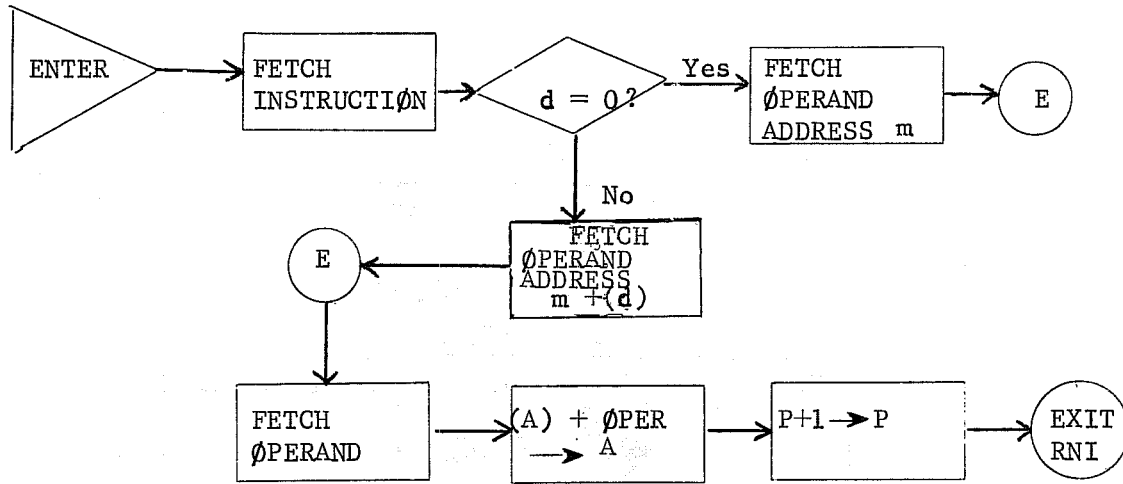 ENTER
FETCH
INSTRUCTIØN
d = 0?
Yes
FETCH
ØPERAND
ADDRESS m
E
No
FETCH
ØPERAND
ADDRESS
m +(d)
E
FETCH
ØPERAND
(A) + ØPER
→ A
P+1 → P
EXIT
RNI